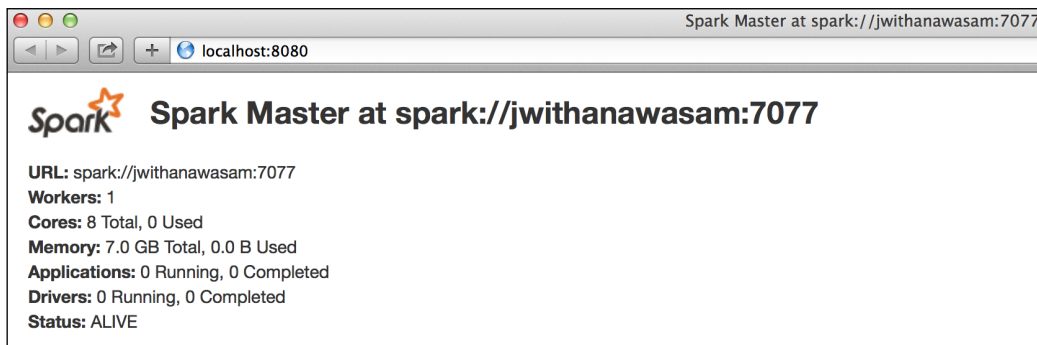 Spark Master at spark://jwithanawasam:7077
localhost:8080
Spark Spark Master at spark://jwithanawasam:7077
URL: spark://jwithanawasam:7077
Workers: 1
Cores: 8 Total, 0 Used
Memory: 7.0 GB Total, 0.0 B Used
Applications: 0 Running, 0 Completed
Drivers: 0 Running, 0 Completed
Status: ALIVE